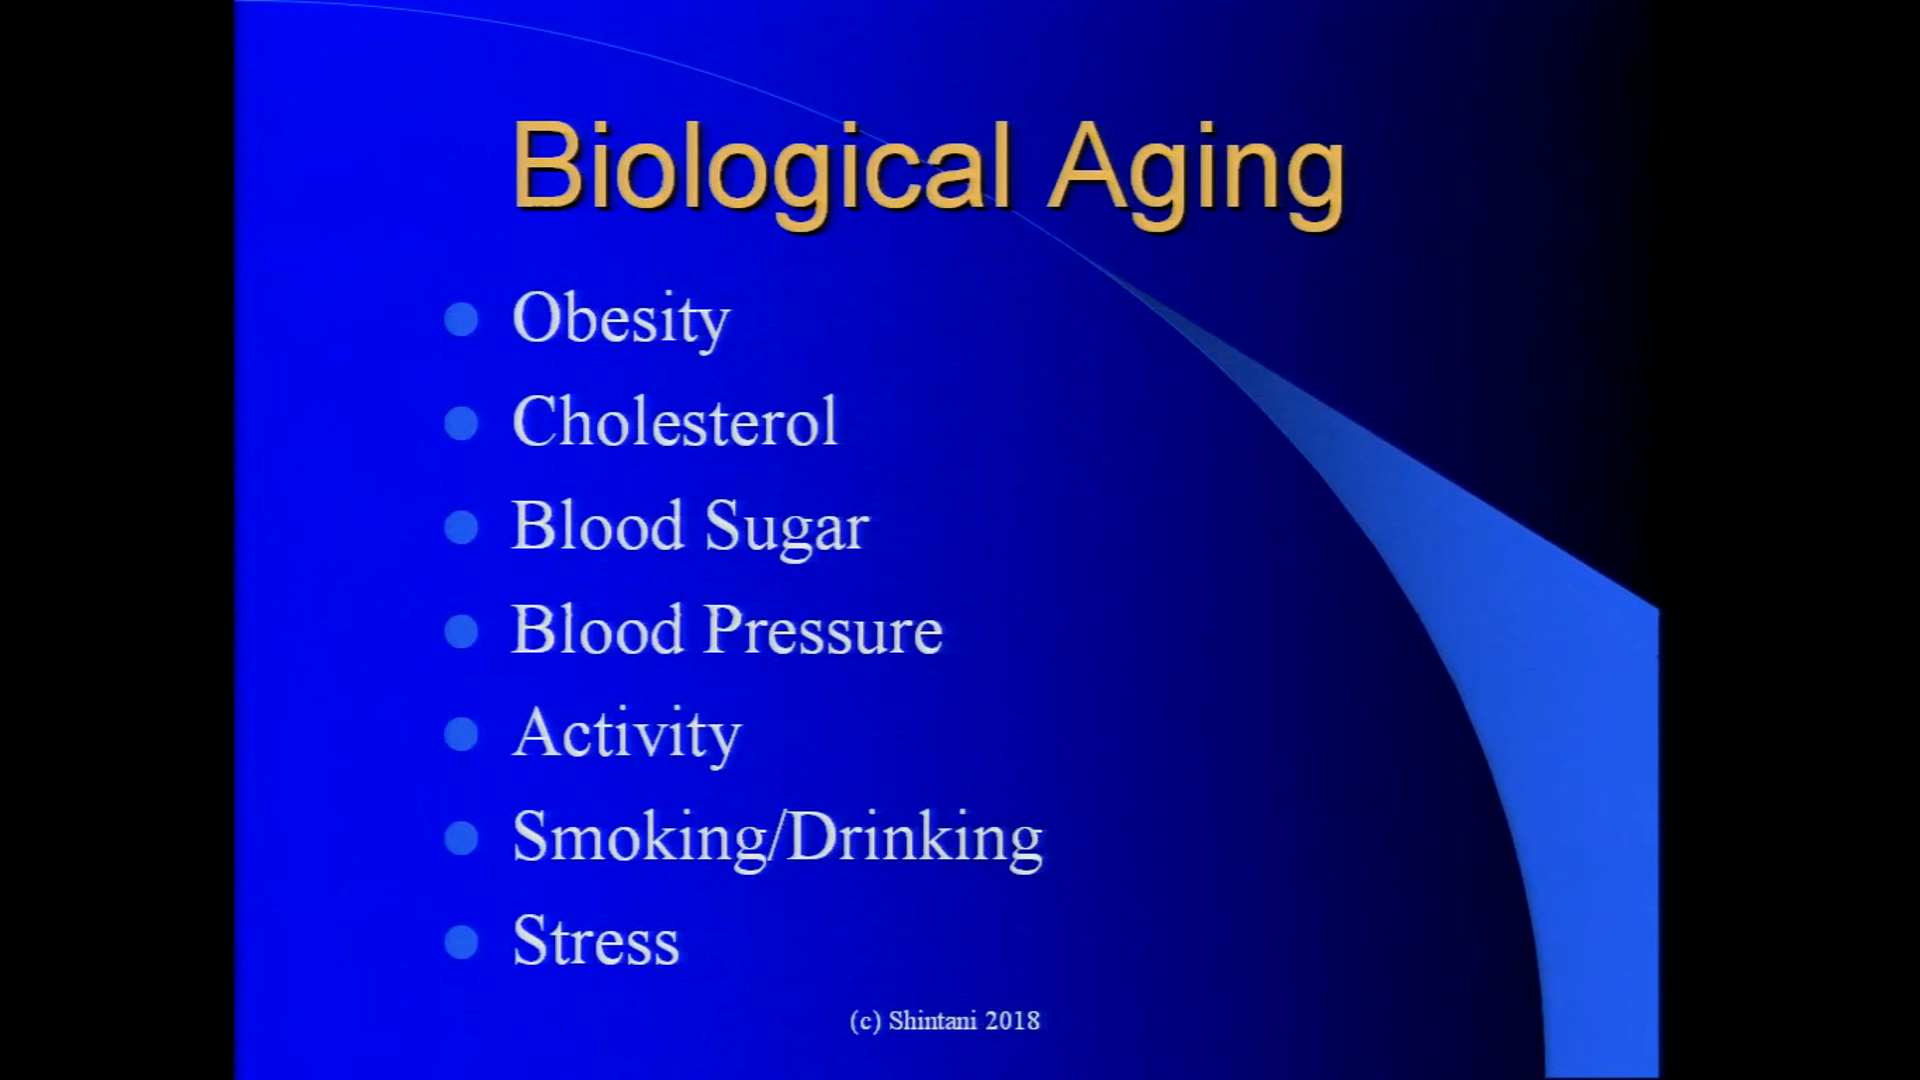 Biological Aging
Obesity
Cholesterol
Blood Sugar
Blood Pressure
Activity
Smoking/Drinking
Stress
(c) Shintani 2018